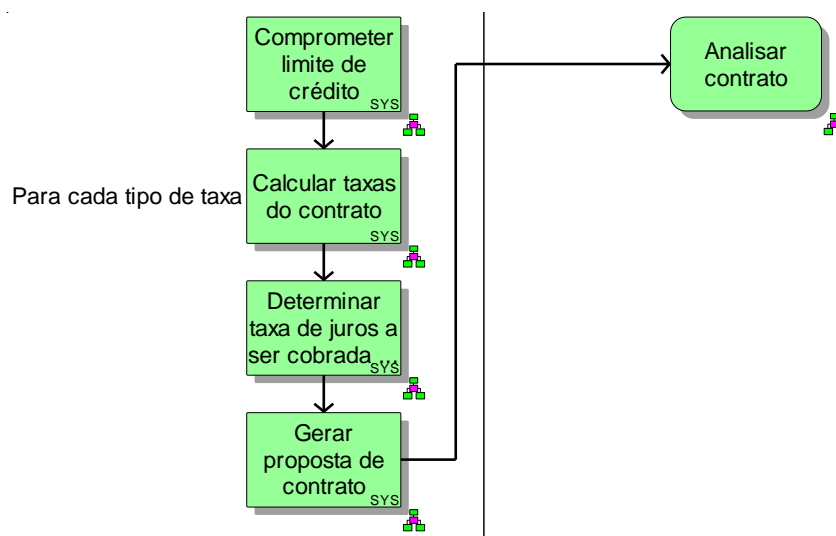 Comprometer
limite de
crédito
SYS
Analisar
contrato
Para cada tipo de taxa
Calcular taxas
do contrato
SYS
Determinar
taxa de juros a
ser cobrada ...
SYS
Gerar
proposta de
contrato
SYS